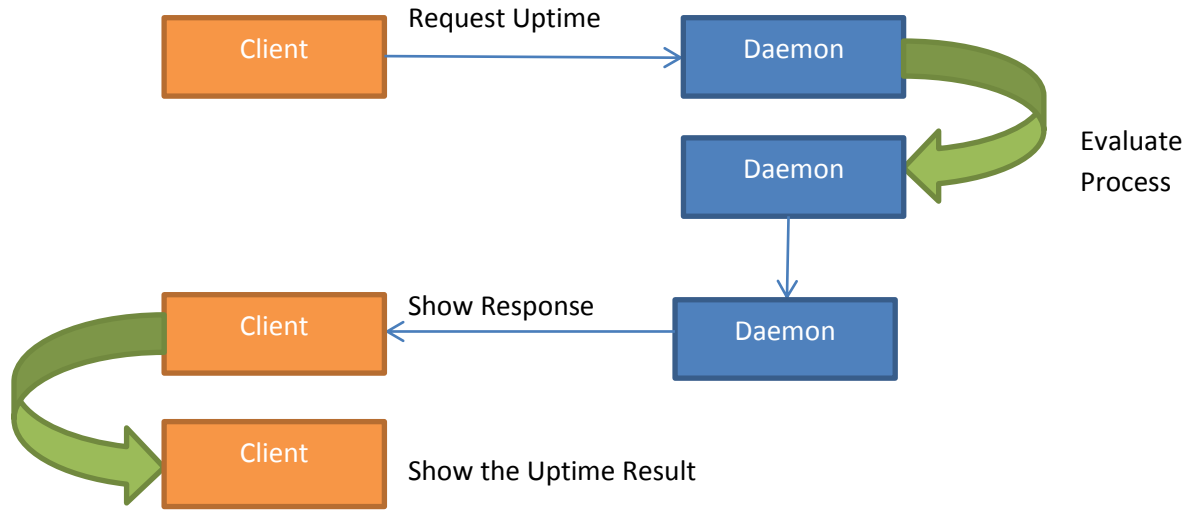 Request Uptime
Client
Daemon
Daemon
Evaluate
Process
Client
Show Response
Daemon
Client
Show the Uptime Result